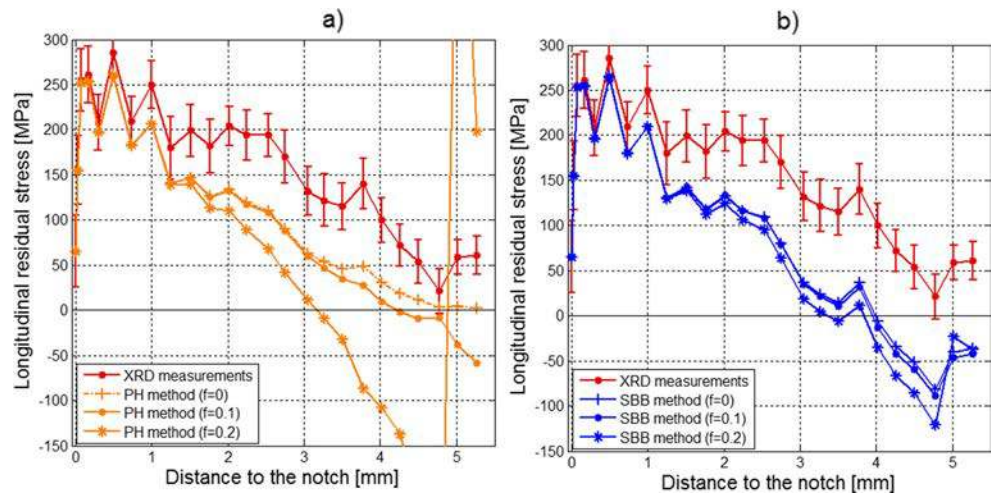 a)
Longitudinal residual stress [MPa]
300
250
200
150
100
50
0
-50
-100
-150
XRD measurements
PH method (f=0)
PH method (f=0.1)
PH method (f=0.2)
0 1 2 3 4 5
Distance to the notch [mm]
b)
Longitudinal residual stress [MPa]
300
250
200
150
100
50
0
-50
-100
-150
XRD measurements
SBB method (f=0)
SBB method (f=0.1)
SBB method (f=0.2)
0 1 2 3 4 5
Distance to the notch [mm]